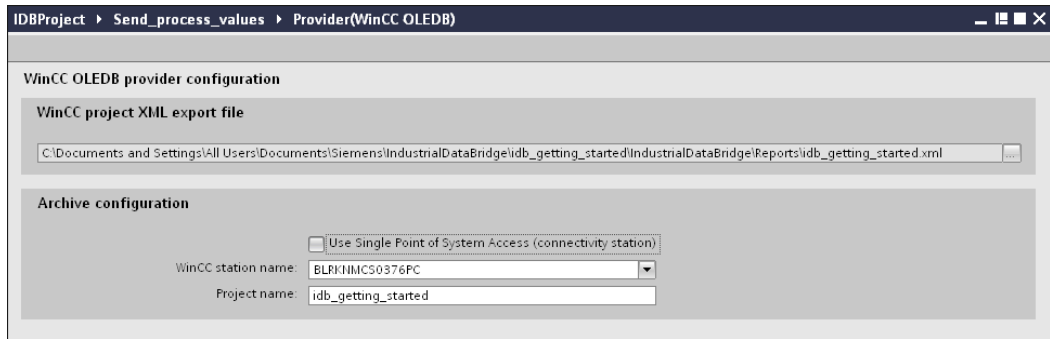 IDBProject ▸ Send_process_values ▸ Provider(WinCC OLEDB)
WinCC OLEDB provider configuration
WinCC project XML export file
C:\Documents and Settings\All Users\Documents\Siemens\IndustrialDataBridge\idb_getting_started\IndustrialDataBridge\Reports\idb_getting_started.xml ...
Archive configuration
Use Single Point of System Access (connectivity station)
WinCC station name: BLRKNMCS0376PC
Project name: idb_getting_started